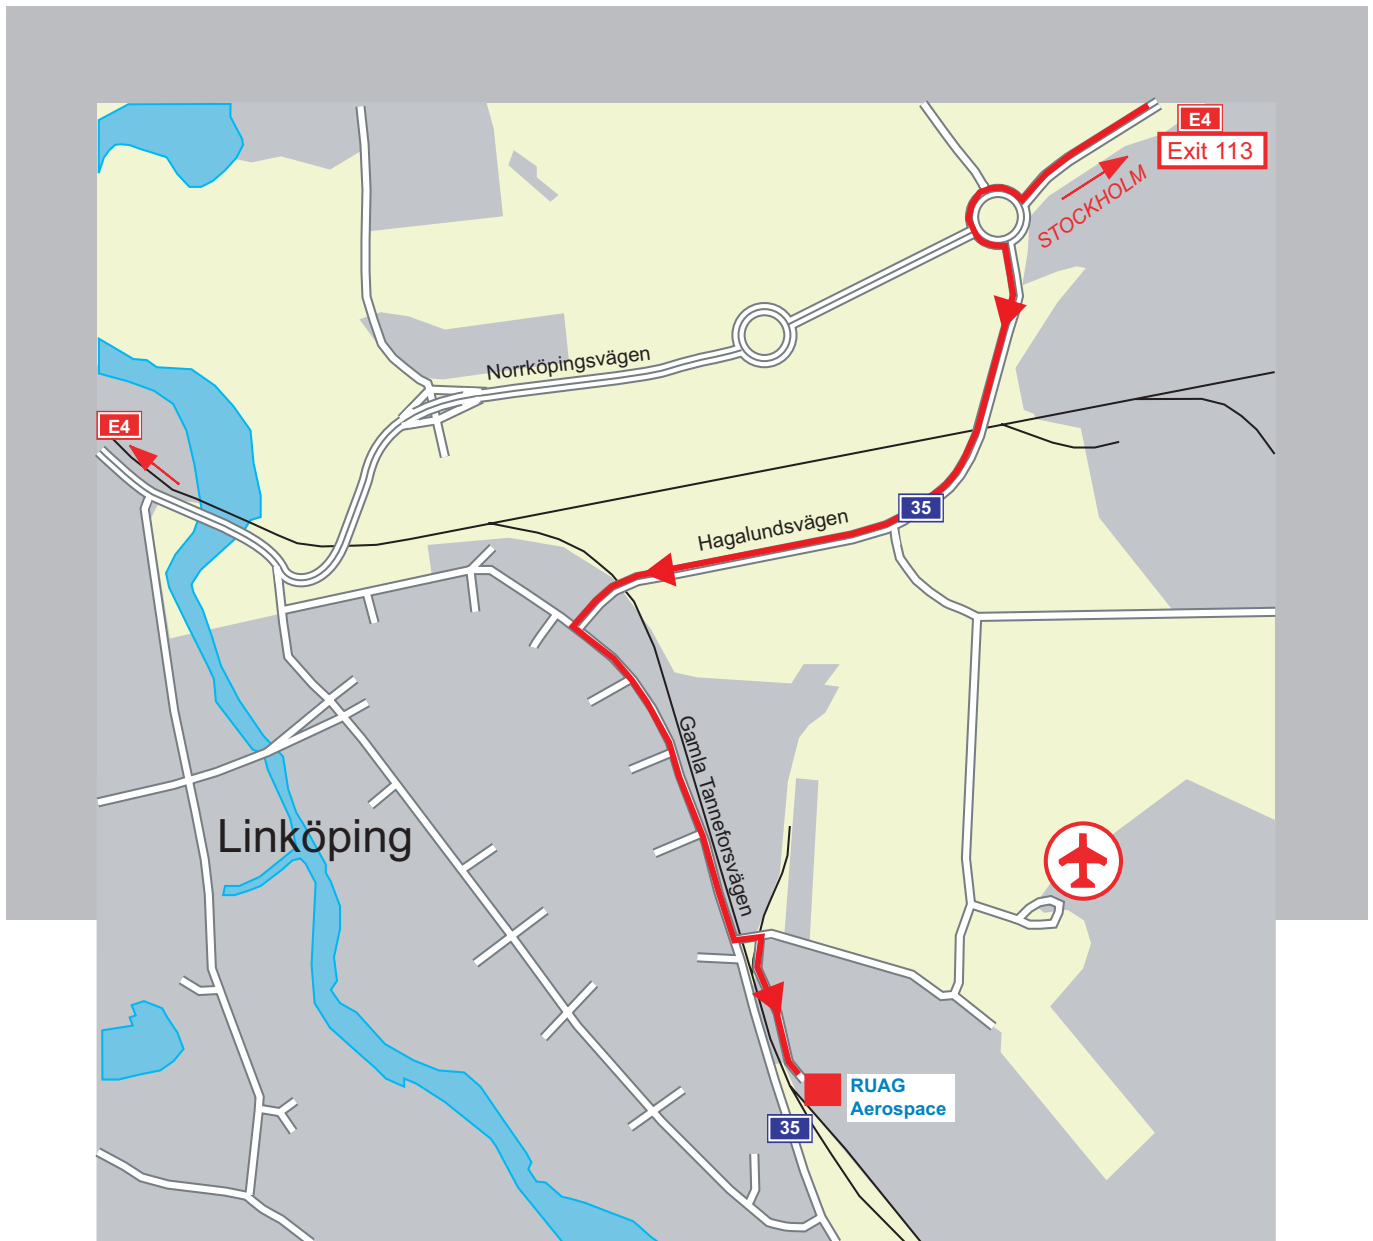 E4
Exit 113
STOCKHOLM
Norrköpingsvägen
E4
35
Hagalundsvägen
Gamla Tanneforsvägen
Linköping
RUAG
Aerospace
35